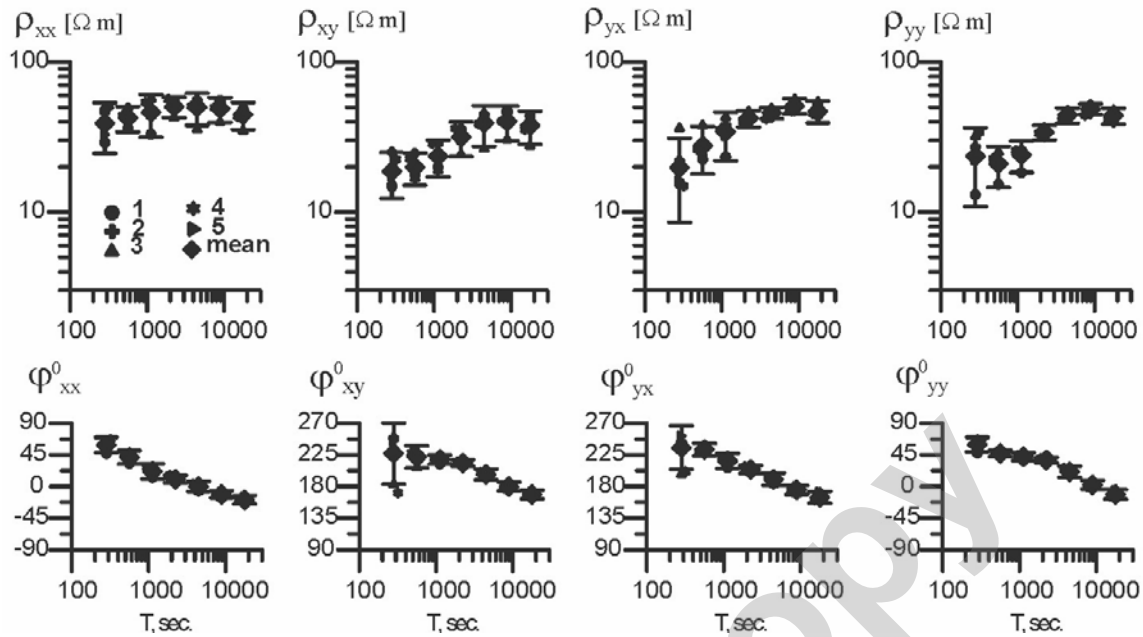 ρxx [Ω m] ρxy [Ω m] ρyx [Ω m] ρyy [Ω m]
100 100 100 100
10 10 10 10
1 4
2 5
3 mean
100 1000 10000 100 1000 10000 100 1000 10000 100 1000 10000
φ⁰xx φ⁰xy φ⁰yx φ⁰yy
90 270 270 90
45 225 225 45
0 180 180 0
-45 135 135 -45
-90 90 90 -90
100 1000 10000 100 1000 10000 100 1000 10000 100 1000 10000
T, sec. T, sec. T, sec. T, sec.
opy